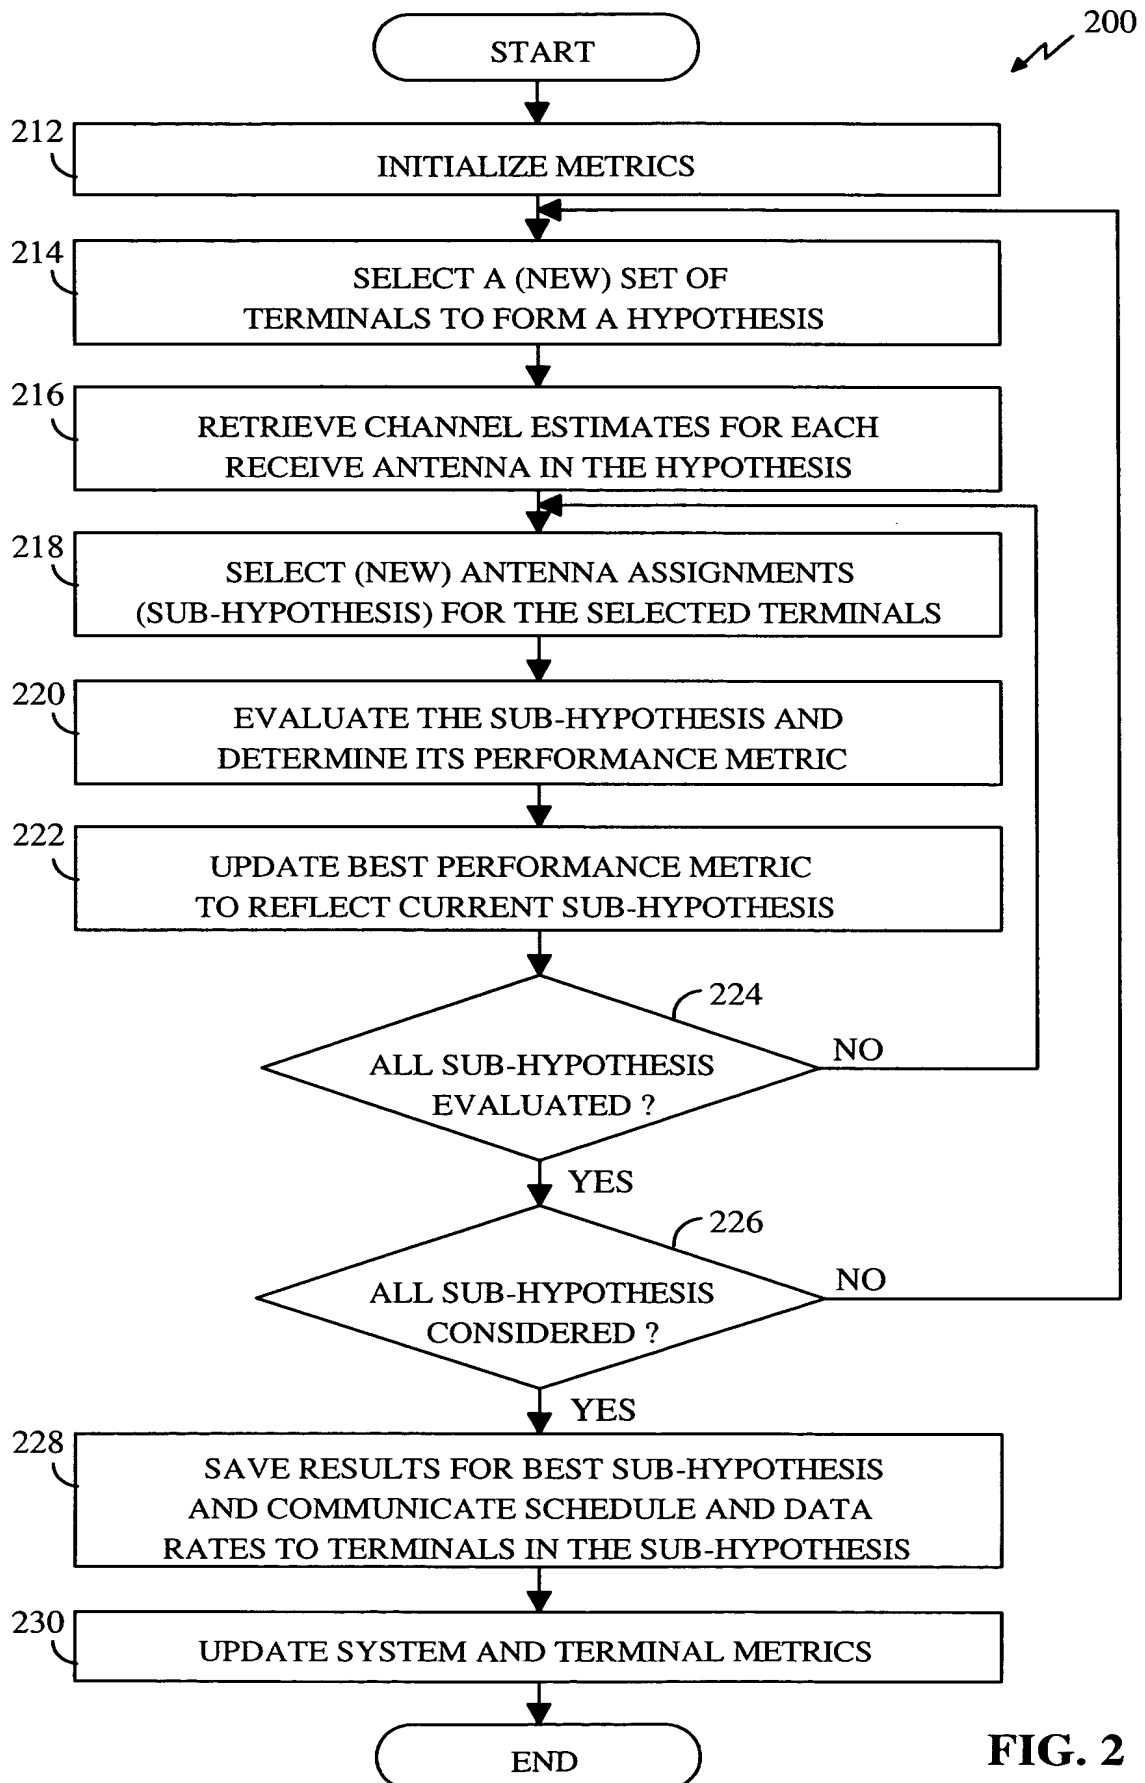 200
START
212
INITIALIZE METRICS
214
SELECT A (NEW) SET OF
TERMINALS TO FORM A HYPOTHESIS
216
RETRIEVE CHANNEL ESTIMATES FOR EACH
RECEIVE ANTENNA IN THE HYPOTHESIS
218
SELECT (NEW) ANTENNA ASSIGNMENTS
(SUB-HYPOTHESIS) FOR THE SELECTED TERMINALS
220
EVALUATE THE SUB-HYPOTHESIS AND
DETERMINE ITS PERFORMANCE METRIC
222
UPDATE BEST PERFORMANCE METRIC
TO REFLECT CURRENT SUB-HYPOTHESIS
224
ALL SUB-HYPOTHESIS
EVALUATED ?
NO
YES
226
ALL SUB-HYPOTHESIS
CONSIDERED ?
NO
YES
228
SAVE RESULTS FOR BEST SUB-HYPOTHESIS
AND COMMUNICATE SCHEDULE AND DATA
RATES TO TERMINALS IN THE SUB-HYPOTHESIS
230
UPDATE SYSTEM AND TERMINAL METRICS
END
FIG. 2